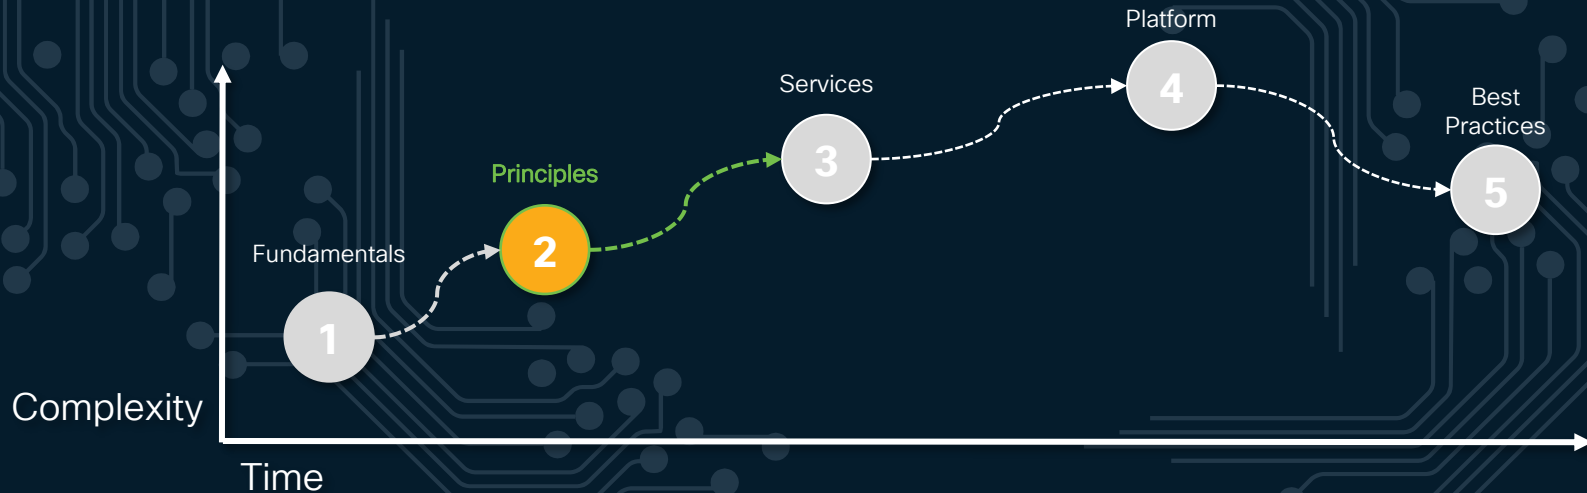 Platform
4
Services
3
Best
Practices
5
Principles
2
Fundamentals
1
Complexity
Time